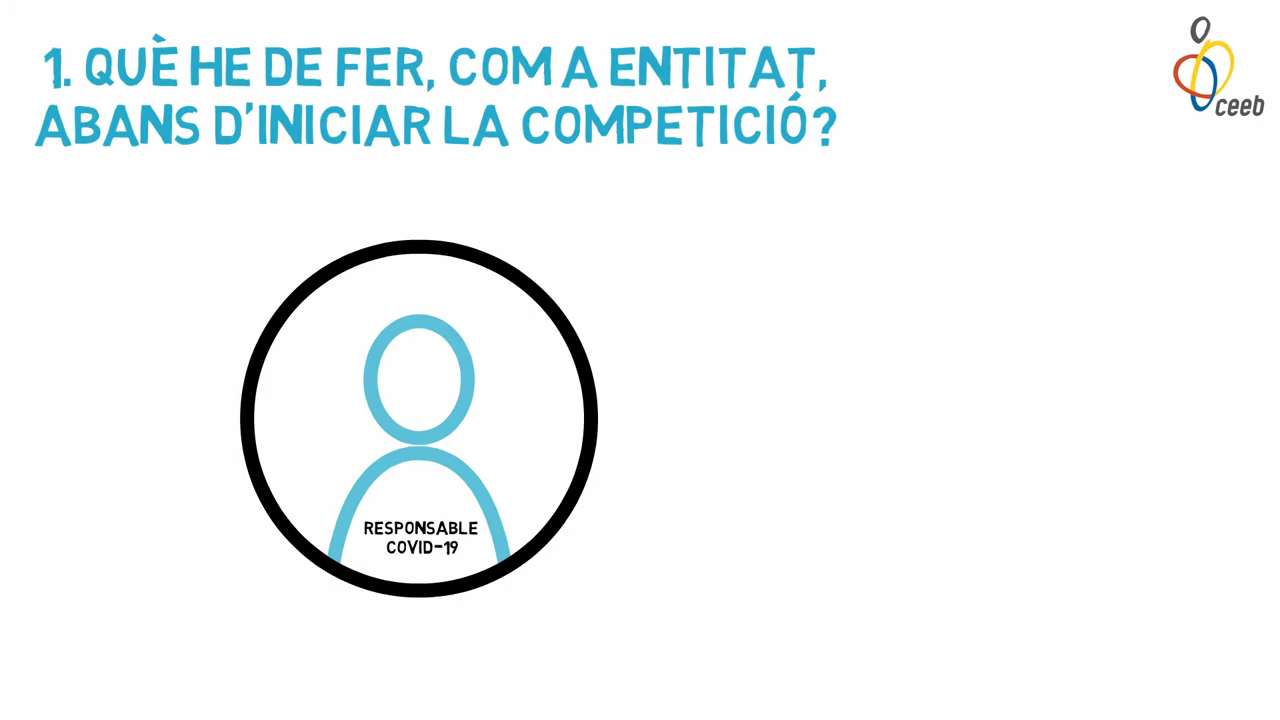 1. QUÈ HE DE FER, COM A ENTITAT,
ABANS D'INICIAR LA COMPETICIÓ?
ceeb
RESPONSABLE
COVID-19